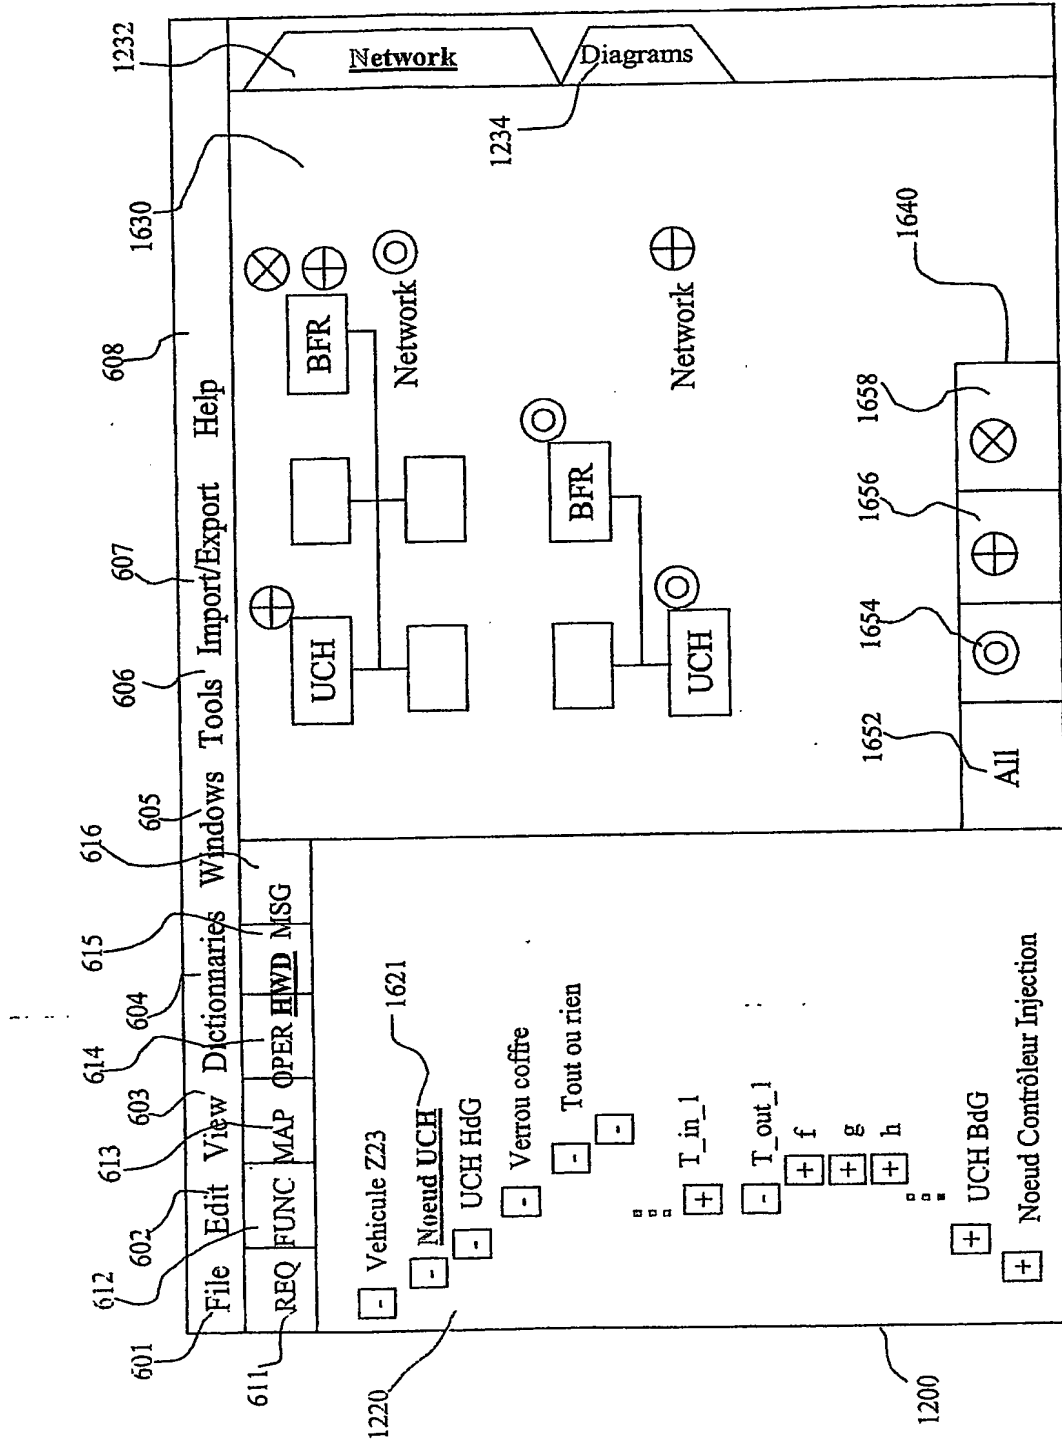 601 602 603 604 605 606 607 608
File Edit View Dictionnaries Windows Tools Import/Export Help
611 612 613 614 615 616
REQ FUNC MAP OPER HWD MSG
1220
1200
Vehicule Z23
Noeud UCH
1621
UCH HdG
Verrou coffre
Tout ou rien
T_in_1
T_out_1
f
g
h
UCH BdG
Noeud Contrôleur Injection
1630
1232
Network
Diagrams
1234
UCH
BFR
Network
BFR
UCH
Network
1652 1654 1656 1658 1640
All